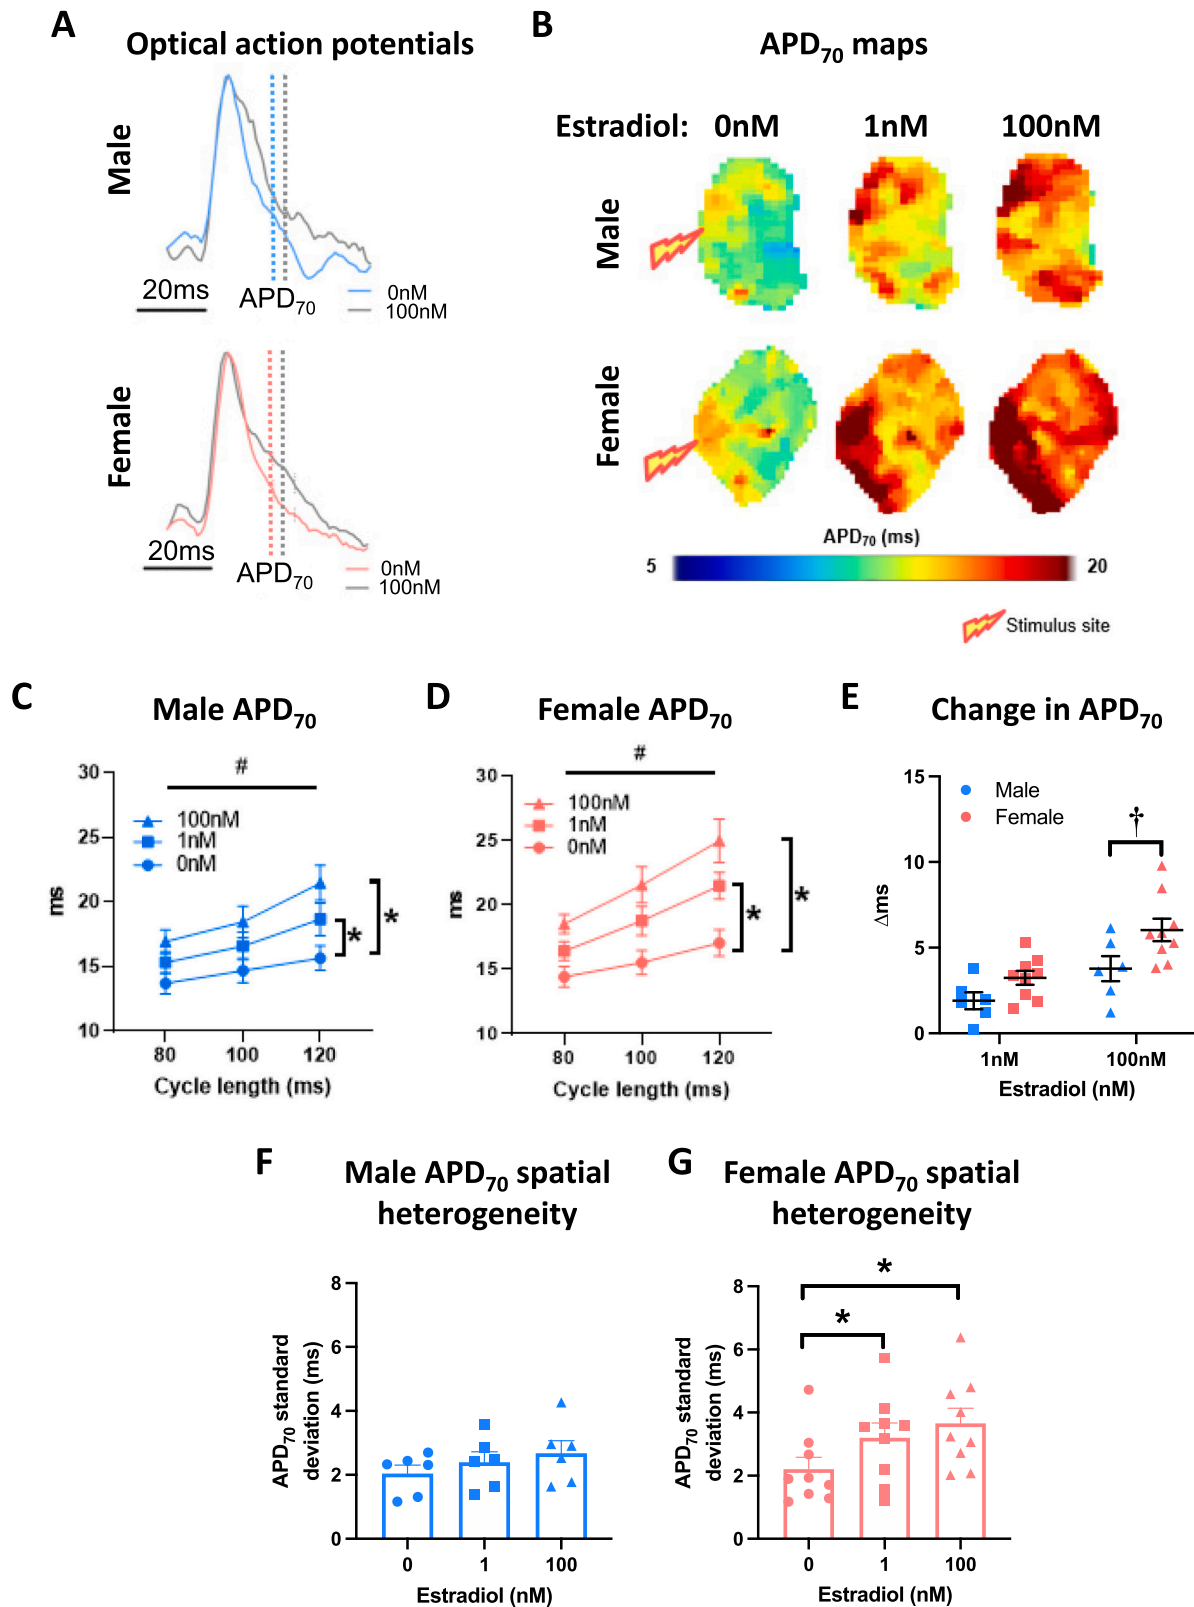 A
Optical action potentials
Male
20ms
APD70
0nM
100nM
Female
20ms
APD70
0nM
100nM
B
APD70 maps
Estradiol: 0nM 1nM 100nM
Male
Female
APD70 (ms)
5 20
Stimulus site
C
Male APD70
#
30
25
20
15
10
ms
100nM
1nM
0nM
*
*
80 100 120
Cycle length (ms)
D
Female APD70
#
30
25
20
15
10
ms
100nM
1nM
0nM
*
*
80 100 120
Cycle length (ms)
E
Change in APD70
15
10
5
0
Δms
Male
Female
†
1nM 100nM
Estradiol (nM)
F
Male APD70 spatial
heterogeneity
8
6
4
2
0
APD70 standard
deviation (ms)
0 1 100
Estradiol (nM)
G
Female APD70 spatial
heterogeneity
8
6
4
2
0
APD70 standard
deviation (ms)
*
*
0 1 100
Estradiol (nM)